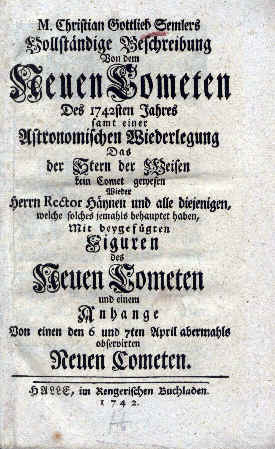 M. Christian Gottlieb Semlers
Vollständige Beschreibung
Von dem
Neuen Cometen
Des 1742sten Jahres
samt einer
Astronomischen Wiederlegung
Das
der Stern der Weisen
kein Comet gewesen
Wieder
Herrn Rector Häynen und alle diejenigen,
welche solches jemahls behauptet haben,
Mit beygefügten
Figuren
des
Neuen Cometen
und einem
Anhange
Von einen den 6 und 7ten April abermahls
observirten
Neuen Cometen.
HALLE, im Rengerischen Buchladen.
1742.